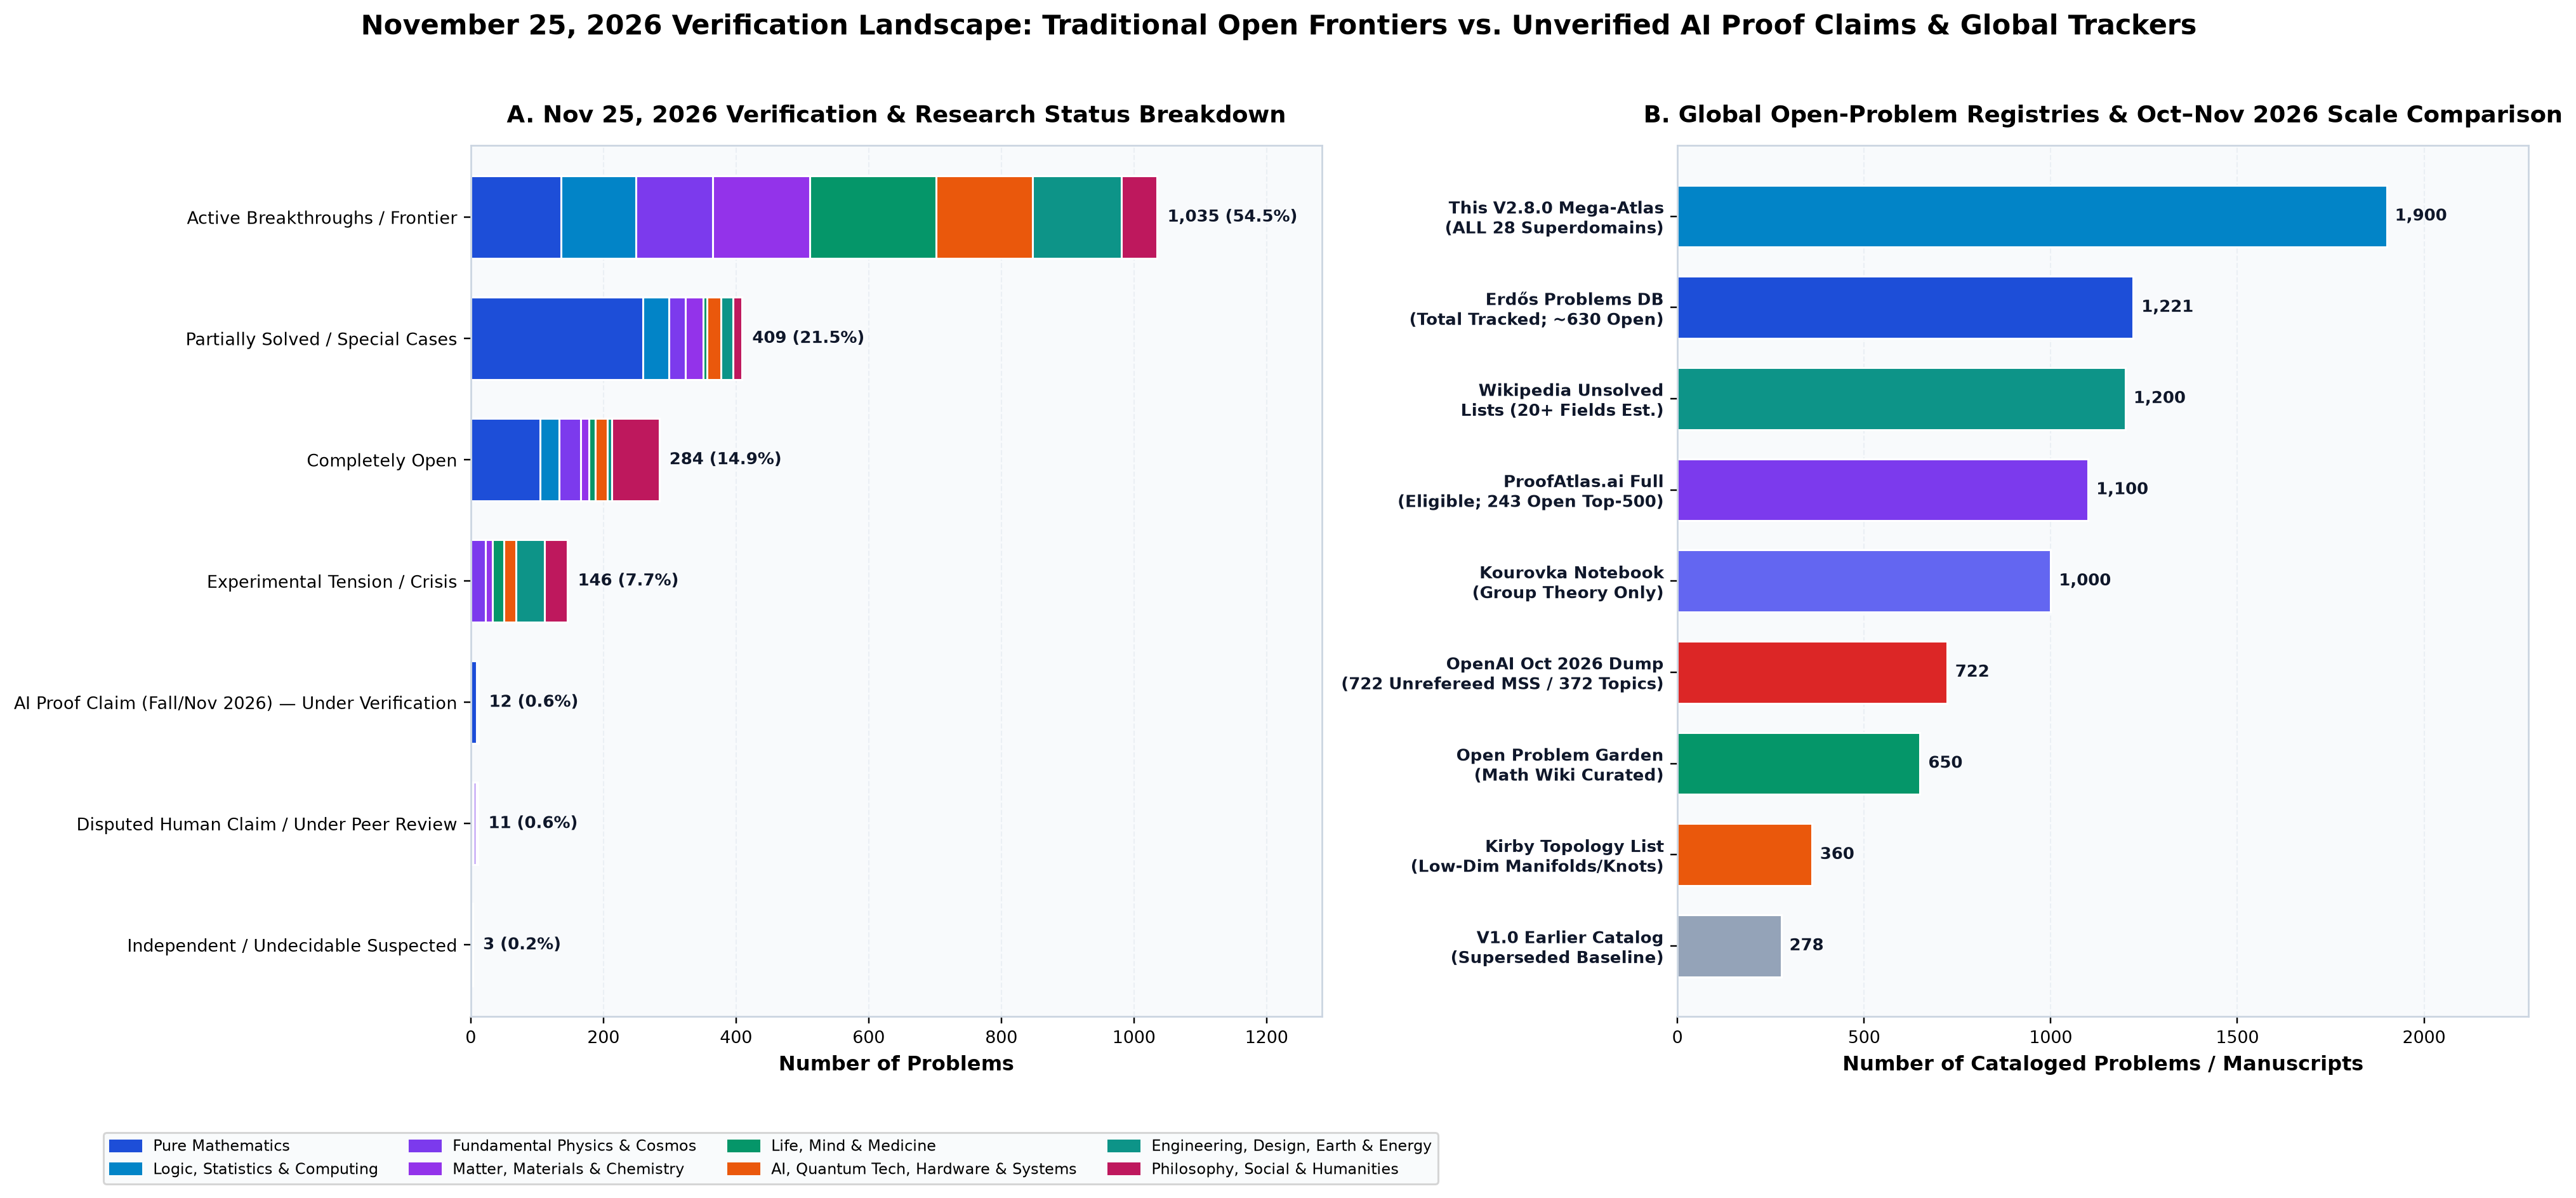 November 25, 2026 Verification Landscape: Traditional Open Frontiers vs. Unverified AI Proof Claims & Global Trackers
A. Nov 25, 2026 Verification & Research Status Breakdown
Active Breakthroughs / Frontier
1,035 (54.5%)
Partially Solved / Special Cases
409 (21.5%)
Completely Open
284 (14.9%)
Experimental Tension / Crisis
146 (7.7%)
AI Proof Claim (Fall/Nov 2026) — Under Verification
12 (0.6%)
Disputed Human Claim / Under Peer Review
11 (0.6%)
Independent / Undecidable Suspected
3 (0.2%)
0
200
400
600
800
1000
1200
Number of Problems
B. Global Open-Problem Registries & Oct–Nov 2026 Scale Comparison
This V2.8.0 Mega-Atlas
(ALL 28 Superdomains)
1,900
Erdős Problems DB
(Total Tracked; ~630 Open)
1,221
Wikipedia Unsolved
Lists (20+ Fields Est.)
1,200
ProofAtlas.ai Full
(Eligible; 243 Open Top-500)
1,100
Kourovka Notebook
(Group Theory Only)
1,000
OpenAI Oct 2026 Dump
(722 Unrefereed MSS / 372 Topics)
722
Open Problem Garden
(Math Wiki Curated)
650
Kirby Topology List
(Low-Dim Manifolds/Knots)
360
V1.0 Earlier Catalog
(Superseded Baseline)
278
0
500
1000
1500
2000
Number of Cataloged Problems / Manuscripts
Pure Mathematics
Logic, Statistics & Computing
Fundamental Physics & Cosmos
Matter, Materials & Chemistry
Life, Mind & Medicine
AI, Quantum Tech, Hardware & Systems
Engineering, Design, Earth & Energy
Philosophy, Social & Humanities